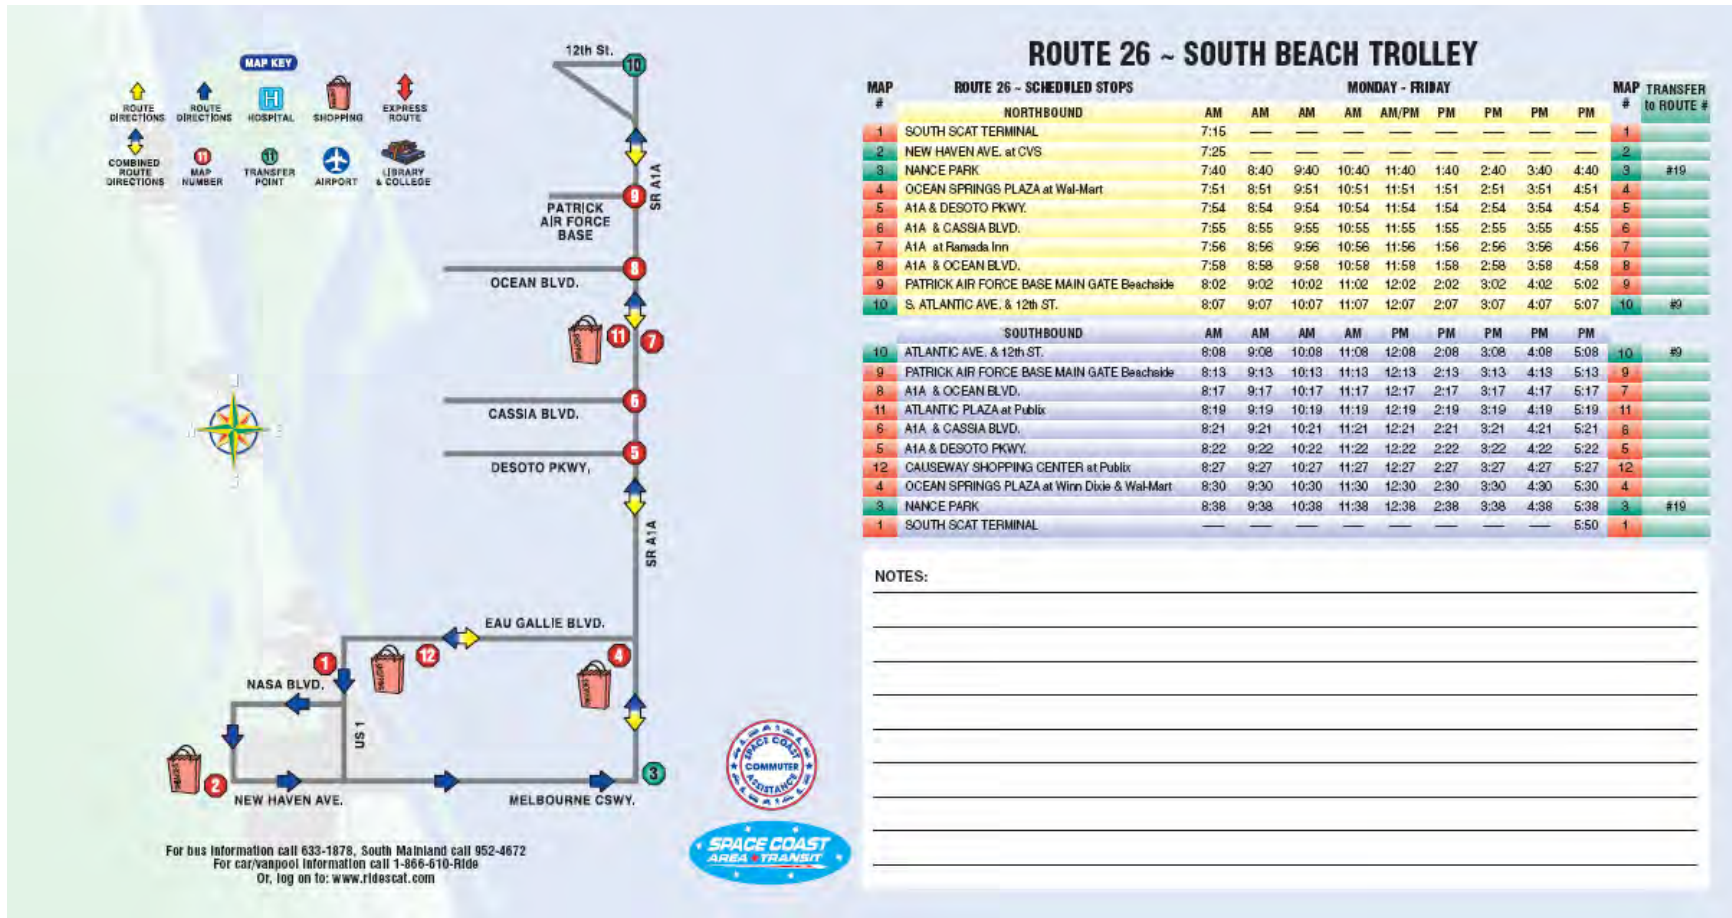 MAP KEY
ROUTE DIRECTIONS
ROUTE DIRECTIONS
H
HOSPITAL
SHOPPING
EXPRESS ROUTE
COMBINED ROUTE DIRECTIONS
11
MAP NUMBER
11
TRANSFER POINT
AIRPORT
LIBRARY & COLLEGE
12th St.
10
SR A1A
9
PATRICK
AIR FORCE
BASE
8
OCEAN BLVD.
11
7
6
CASSIA BLVD.
5
DESOTO PKWY,
SR A1A
EAU GALLIE BLVD.
12
4
1
NASA BLVD.
US 1
2
3
NEW HAVEN AVE.
MELBOURNE CSWY.
SPACE COAST
COMMUTER
ASSISTANCE
SPACE COAST
AREA TRANSIT
For bus information call 633-1878, South Mainland call 952-4672
For car/vanpool information call 1-866-610-Ride
Or, log on to: www.ridescat.com
ROUTE 26 ~ SOUTH BEACH TROLLEY
MAP # ROUTE 26 ~ SCHEDULED STOPS MONDAY - FRIDAY MAP # TRANSFER to ROUTE #
NORTHBOUND AM AM AM AM AM/PM PM PM PM PM
1 SOUTH SCAT TERMINAL 7:15 — — — — — — — — 1
2 NEW HAVEN AVE. at CVS 7:25 — — — — — — — — 2
3 NANCE PARK 7:40 8:40 9:40 10:40 11:40 1:40 2:40 3:40 4:40 3 #19
4 OCEAN SPRINGS PLAZA at Wal-Mart 7:51 8:51 9:51 10:51 11:51 1:51 2:51 3:51 4:51 4
5 A1A & DESOTO PKWY. 7:54 8:54 9:54 10:54 11:54 1:54 2:54 3:54 4:54 5
6 A1A & CASSIA BLVD. 7:55 8:55 9:55 10:55 11:55 1:55 2:55 3:55 4:55 6
7 A1A at Ramada Inn 7:56 8:56 9:56 10:56 11:56 1:56 2:56 3:56 4:56 7
8 A1A & OCEAN BLVD. 7:58 8:58 9:58 10:58 11:58 1:58 2:58 3:58 4:58 8
9 PATRICK AIR FORCE BASE MAIN GATE Beachside 8:02 9:02 10:02 11:02 12:02 2:02 3:02 4:02 5:02 9
10 S. ATLANTIC AVE. & 12th ST. 8:07 9:07 10:07 11:07 12:07 2:07 3:07 4:07 5:07 10 #9
SOUTHBOUND AM AM AM AM PM PM PM PM PM
10 ATLANTIC AVE. & 12th ST. 8:08 9:08 10:08 11:08 12:08 2:08 3:08 4:08 5:08 10 #9
9 PATRICK AIR FORCE BASE MAIN GATE Beachside 8:13 9:13 10:13 11:13 12:13 2:13 3:13 4:13 5:13 9
8 A1A & OCEAN BLVD. 8:17 9:17 10:17 11:17 12:17 2:17 3:17 4:17 5:17 7
11 ATLANTIC PLAZA at Publix 8:19 9:19 10:19 11:19 12:19 2:19 3:19 4:19 5:19 11
6 A1A & CASSIA BLVD. 8:21 9:21 10:21 11:21 12:21 2:21 3:21 4:21 5:21 6
5 A1A & DESOTO PKWY. 8:22 9:22 10:22 11:22 12:22 2:22 3:22 4:22 5:22 5
12 CAUSEWAY SHOPPING CENTER at Publix 8:27 9:27 10:27 11:27 12:27 2:27 3:27 4:27 5:27 12
4 OCEAN SPRINGS PLAZA at Winn Dixie & Wal-Mart 8:30 9:30 10:30 11:30 12:30 2:30 3:30 4:30 5:30 4
3 NANCE PARK 8:38 9:38 10:38 11:38 12:38 2:38 3:38 4:38 5:38 3 #19
1 SOUTH SCAT TERMINAL — — — — — — — — 5:50 1
NOTES: